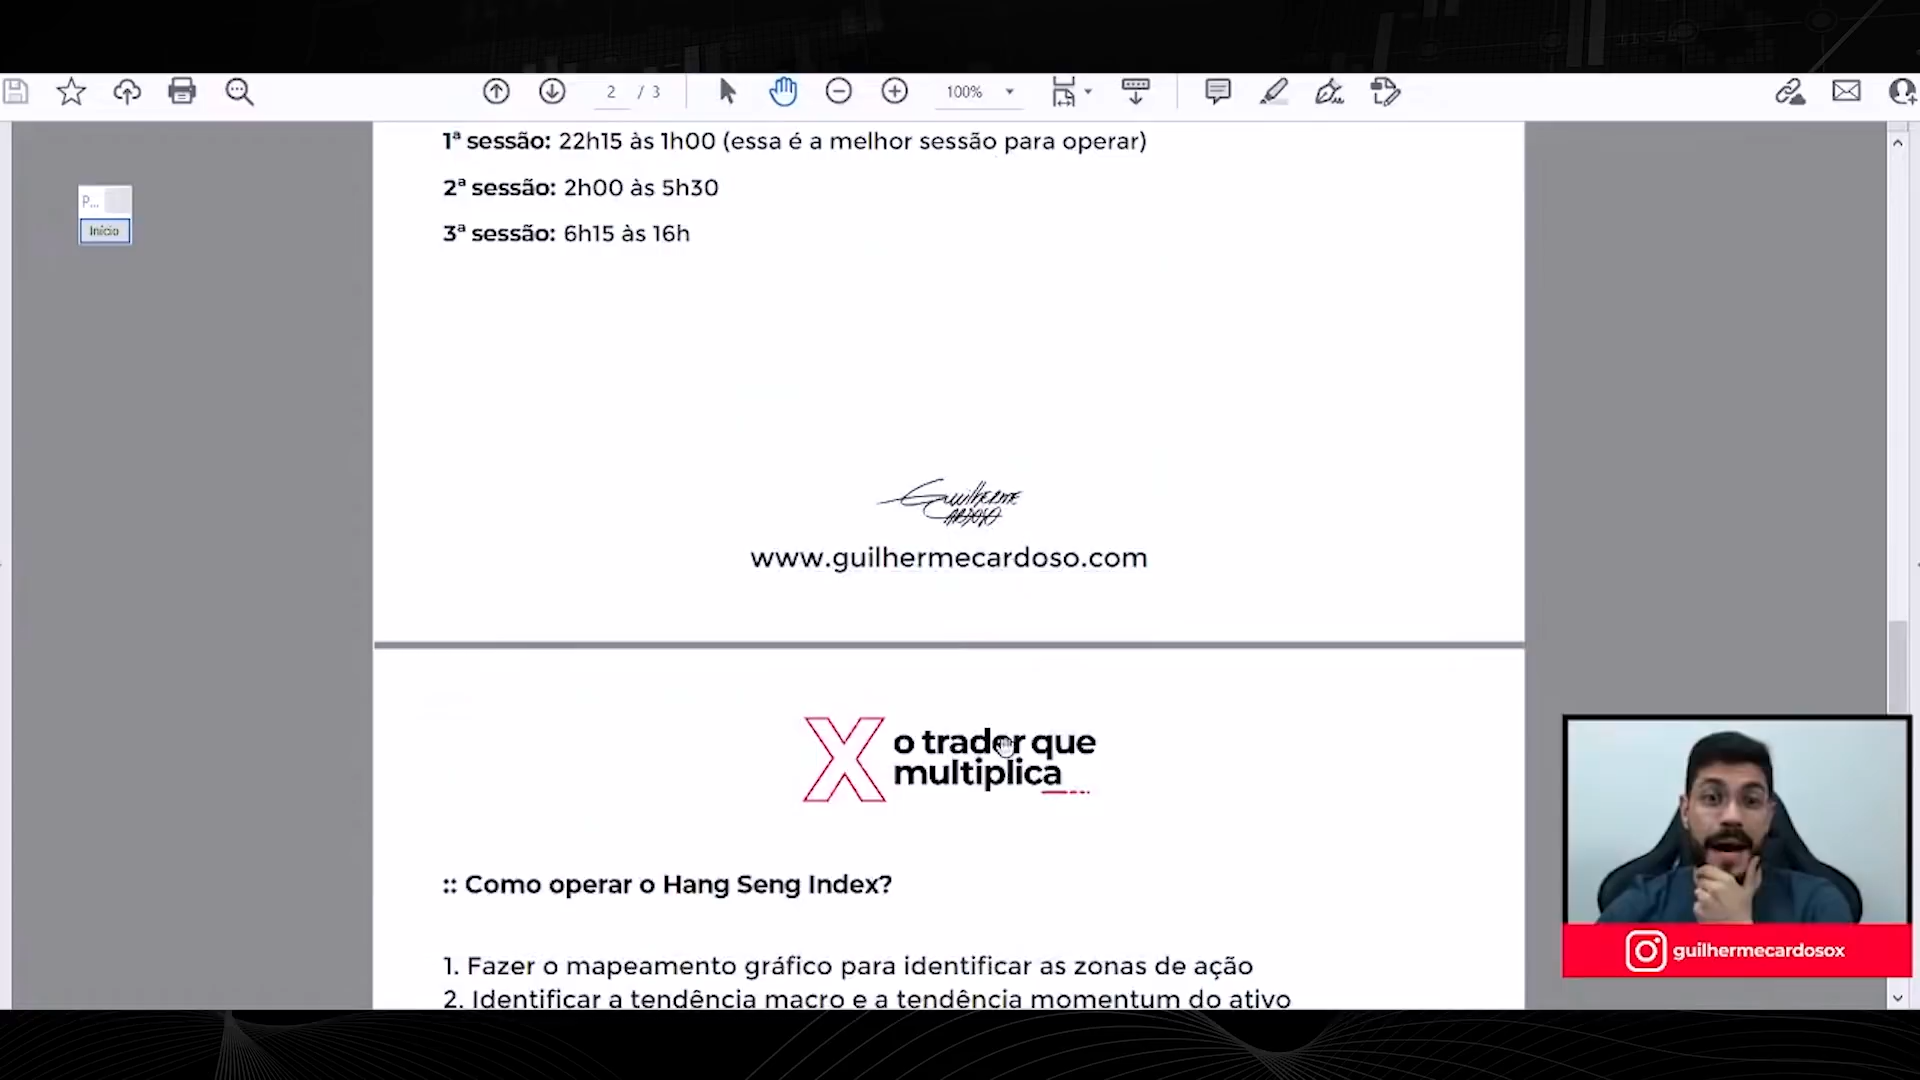 2 / 3
100%
1ª sessão: 22h15 às 1h00 (essa é a melhor sessão para operar)
2ª sessão: 2h00 às 5h30
3ª sessão: 6h15 às 16h
P...
Início
Guilherme
Cardoso
www.guilhermecardoso.com
X o trader que
multiplica
:: Como operar o Hang Seng Index?
1. Fazer o mapeamento gráfico para identificar as zonas de ação
2. Identificar a tendência macro e a tendência momentum do ativo
guilhermecardosox